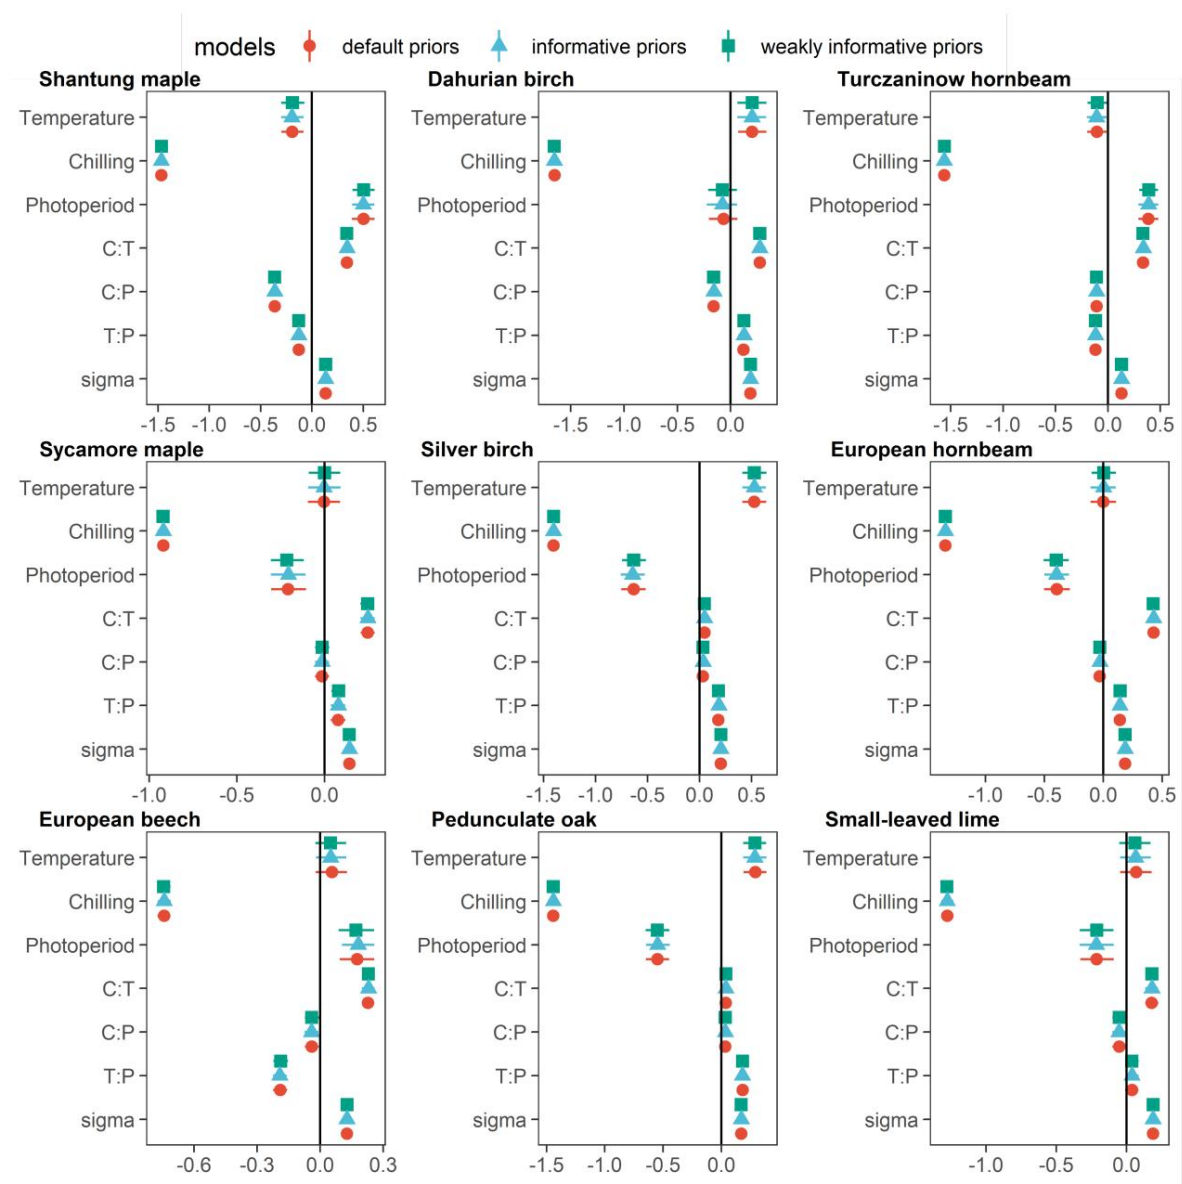 models default priors informative priors weakly informative priors
Shantung maple Dahurian birch Turczaninow hornbeam
Temperature Temperature Temperature
Chilling Chilling Chilling
Photoperiod Photoperiod Photoperiod
C:T C:T C:T
C:P C:P C:P
T:P T:P T:P
sigma sigma sigma
-1.5 -1.0 -0.5 0.0 0.5 -1.5 -1.0 -0.5 0.0 -1.5 -1.0 -0.5 0.0 0.5
Sycamore maple Silver birch European hornbeam
Temperature Temperature Temperature
Chilling Chilling Chilling
Photoperiod Photoperiod Photoperiod
C:T C:T C:T
C:P C:P C:P
T:P T:P T:P
sigma sigma sigma
-1.0 -0.5 0.0 -1.5 -1.0 -0.5 0.0 0.5 -1.0 -0.5 0.0 0.5
European beech Pedunculate oak Small-leaved lime
Temperature Temperature Temperature
Chilling Chilling Chilling
Photoperiod Photoperiod Photoperiod
C:T C:T C:T
C:P C:P C:P
T:P T:P T:P
sigma sigma sigma
-0.6 -0.3 0.0 0.3 -1.5 -1.0 -0.5 0.0 -1.0 -0.5 0.0